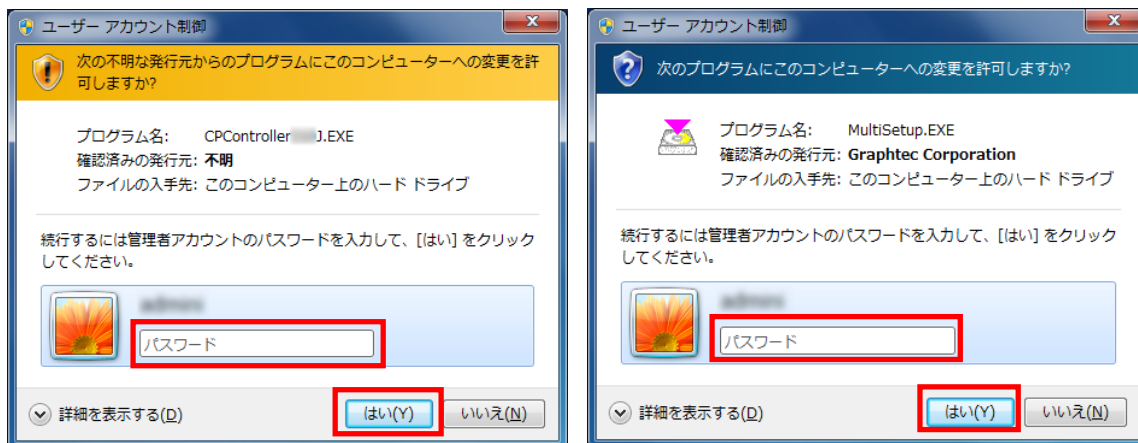 ユーザー アカウント制御
次の不明な発行元からのプログラムにこのコンピューターへの変更を許
可しますか?
プログラム名: CPController J.EXE
確認済みの発行元: 不明
ファイルの入手先: このコンピューター上のハード ドライブ
続行するには管理者アカウントのパスワードを入力して、[はい] をクリック
してください。
パスワード
詳細を表示する(D)
はい(Y)
いいえ(N)
ユーザー アカウント制御
次のプログラムにこのコンピューターへの変更を許可しますか?
プログラム名: MultiSetup.EXE
確認済みの発行元: Graphtec Corporation
ファイルの入手先: このコンピューター上のハード ドライブ
続行するには管理者アカウントのパスワードを入力して、[はい] をクリック
してください。
パスワード
詳細を表示する(D)
はい(Y)
いいえ(N)